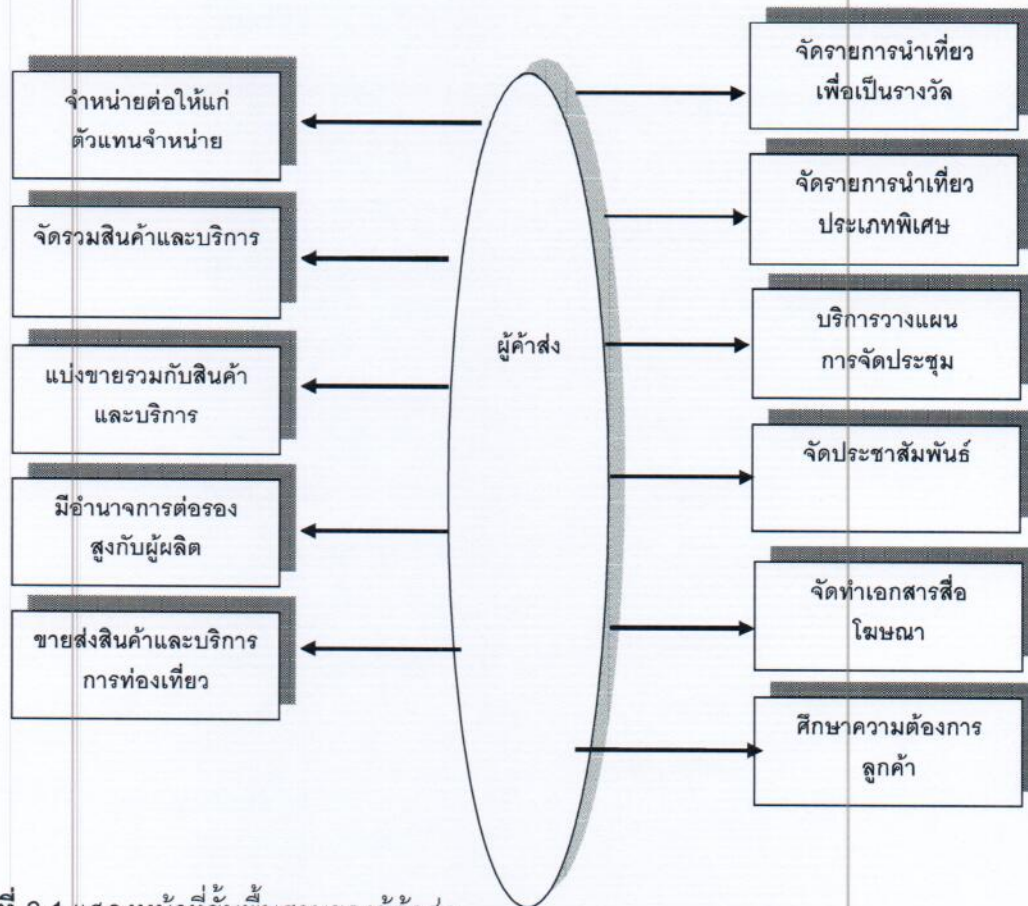 จำหน่ายต่อให้แก่
ตัวแทนจำหน่าย
จัดรวมสินค้าและบริการ
แบ่งขายรวมกับสินค้า
และบริการ
มีอำนาจการต่อรอง
สูงกับผู้ผลิต
ขายส่งสินค้าและบริการ
การท่องเที่ยว
ผู้ค้าส่ง
จัดรายการนำเที่ยว
เพื่อเป็นรางวัล
จัดรายการนำเที่ยว
ประเภทพิเศษ
บริการวางแผน
การจัดประชุม
จัดประชาสัมพันธ์
จัดทำเอกสารสื่อ
โฆษณา
ศึกษาความต้องการ
ลูกค้า